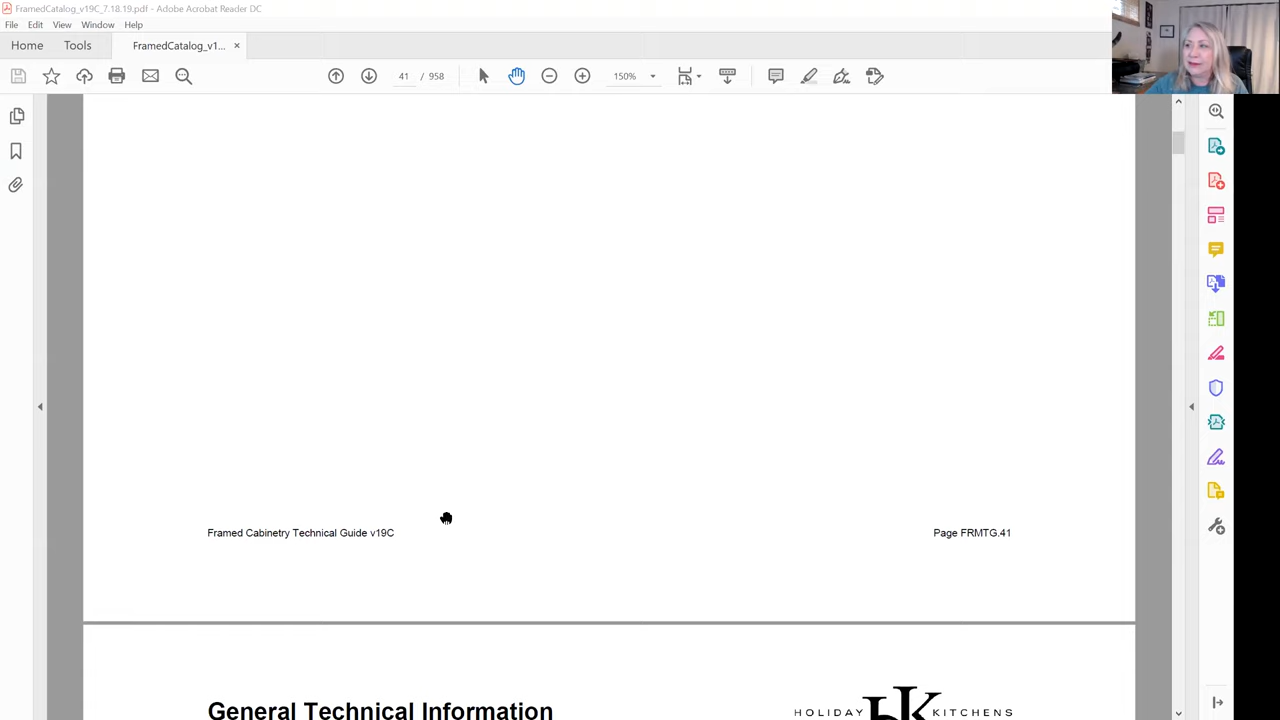 FramedCatalog_v19C_7.18.19.pdf - Adobe Acrobat Reader DC
File Edit View Window Help
Home Tools FramedCatalog_v1... ×
41 / 958 150%
Framed Cabinetry Technical Guide v19C Page FRMTG.41
General Technical Information
HOLIDAY hK KITCHENS